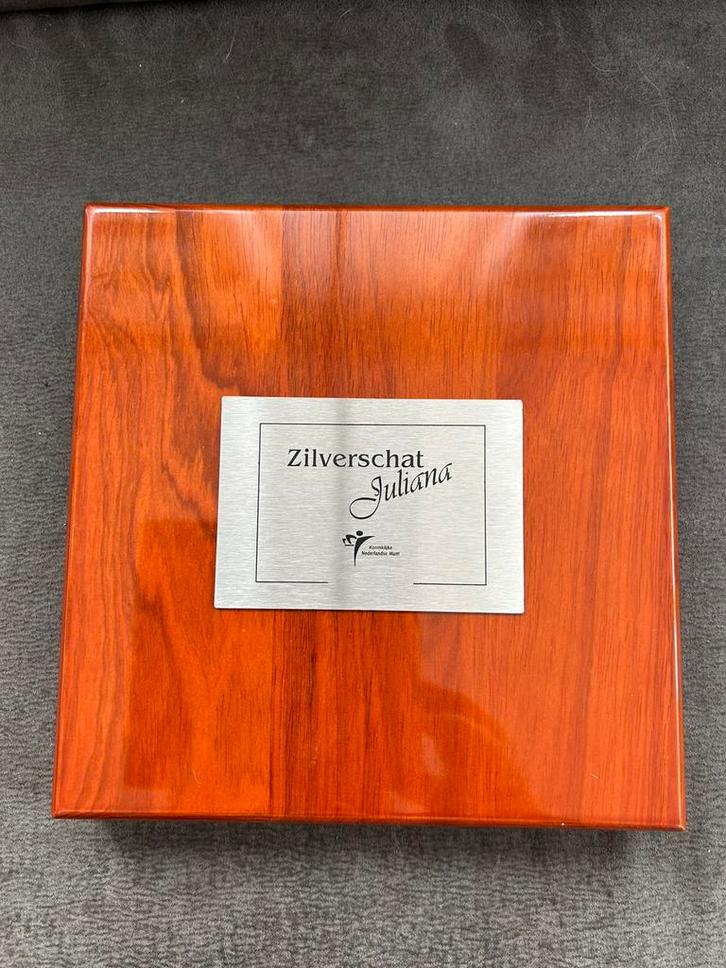 Zilverschat
Juliana
Koninklijke
Nederlandse Munt